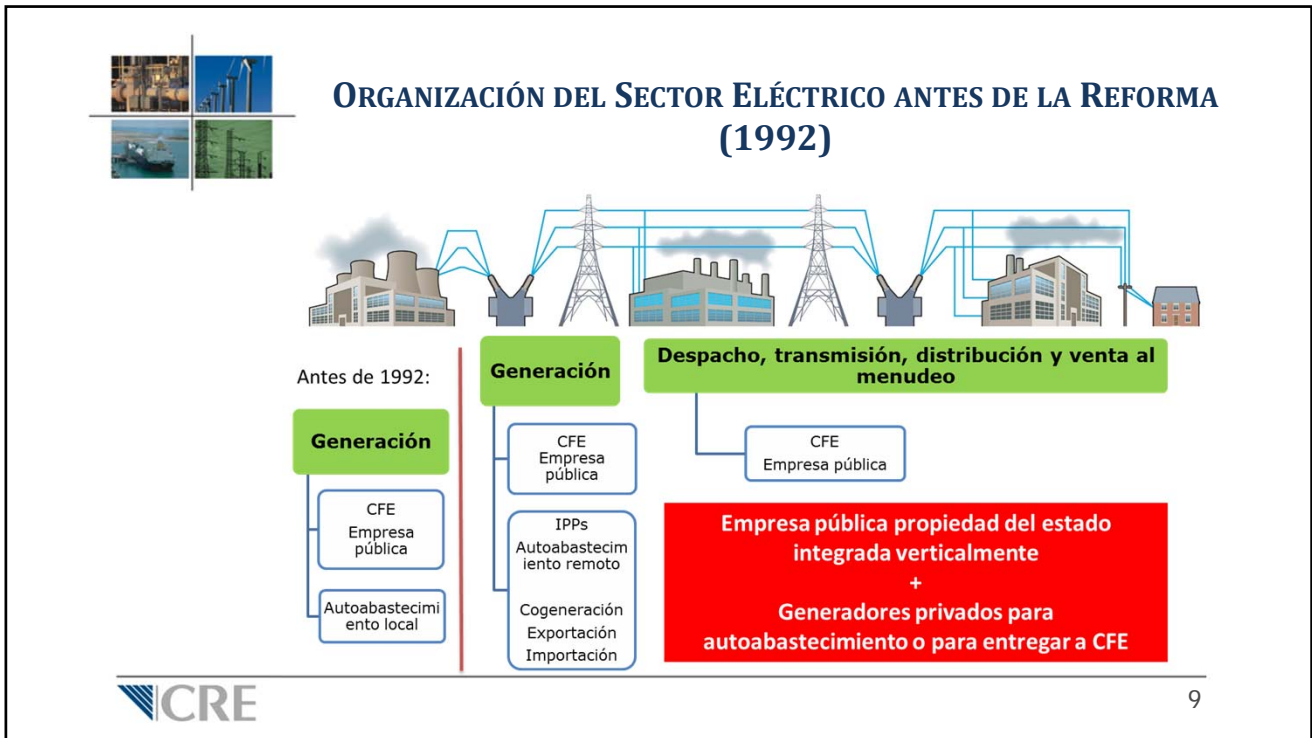 ORGANIZACIÓN DEL SECTOR ELÉCTRICO ANTES DE LA REFORMA
(1992)
Antes de 1992:
Generación
CFE
Empresa
pública
Autoabastecimi
ento local
Generación
CFE
Empresa
pública
IPPs
Autoabastecim
iento remoto
Cogeneración
Exportación
Importación
Despacho, transmisión, distribución y venta al
menudeo
CFE
Empresa pública
Empresa pública propiedad del estado
integrada verticalmente
+
Generadores privados para
autoabastecimiento o para entregar a CFE
CRE
9